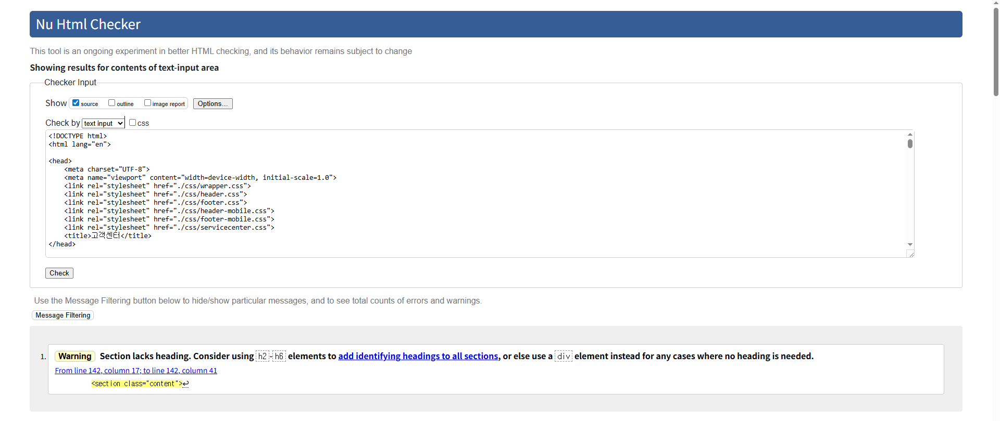 Nu Html Checker
This tool is an ongoing experiment in better HTML checking, and its behavior remains subject to change
Showing results for contents of text-input area
Checker Input
Show source outline image report Options...
Check by text input css
<!DOCTYPE html>
<html lang="en">
<head>
<meta charset="UTF-8">
<meta name="viewport" content="width=device-width, initial-scale=1.0">
<link rel="stylesheet" href="./css/wrapper.css">
<link rel="stylesheet" href="./css/header.css">
<link rel="stylesheet" href="./css/footer.css">
<link rel="stylesheet" href="./css/header-mobile.css">
<link rel="stylesheet" href="./css/footer-mobile.css">
<link rel="stylesheet" href="./css/servicecenter.css">
<title>고객센터</title>
</head>
Check
Use the Message Filtering button below to hide/show particular messages, and to see total counts of errors and warnings.
Message Filtering
1. Warning Section lacks heading. Consider using h2-h6 elements to add identifying headings to all sections, or else use a div element instead for any cases where no heading is needed.
From line 142, column 17; to line 142, column 41
<section class="content">↩